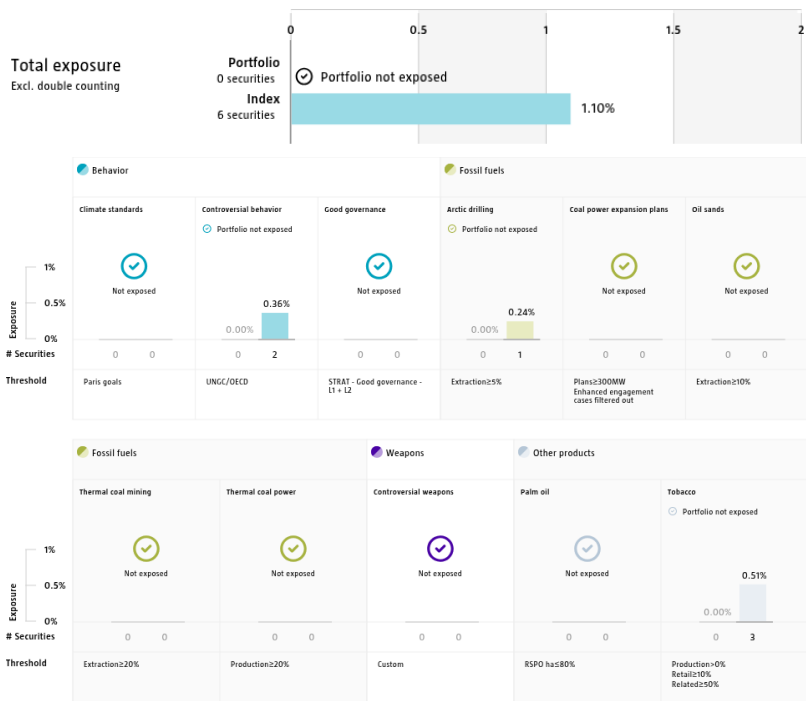 0 0.5 1 1.5 2
Total exposure
Excl. double counting
Portfolio
0 securities
Portfolio not exposed
Index
6 securities
1.10%
Behavior
Fossil fuels
Climate standards
Controversial behavior
Good governance
Arctic drilling
Coal power expansion plans
Oil sands
Portfolio not exposed
Portfolio not exposed
Exposure
1%
0.5%
0%
Not exposed
0.00%
0.36%
Not exposed
0.00%
0.24%
Not exposed
Not exposed
# Securities
0 0
0 2
0 0
0 1
0 0
0 0
Threshold
Paris goals
UNGC/OECD
STRAT - Good governance -
L1 + L2
Extraction≥5%
Plans≥300MW
Enhanced engagement
cases filtered out
Extraction≥10%
Fossil fuels
Weapons
Other products
Thermal coal mining
Thermal coal power
Controversial weapons
Palm oil
Tobacco
Portfolio not exposed
Exposure
1%
0.5%
0%
Not exposed
Not exposed
Not exposed
Not exposed
0.00%
0.51%
# Securities
0 0
0 0
0 0
0 0
0 3
Threshold
Extraction≥20%
Production≥20%
Custom
RSPO ha≤80%
Production>0%
Retail≥10%
Related≥50%